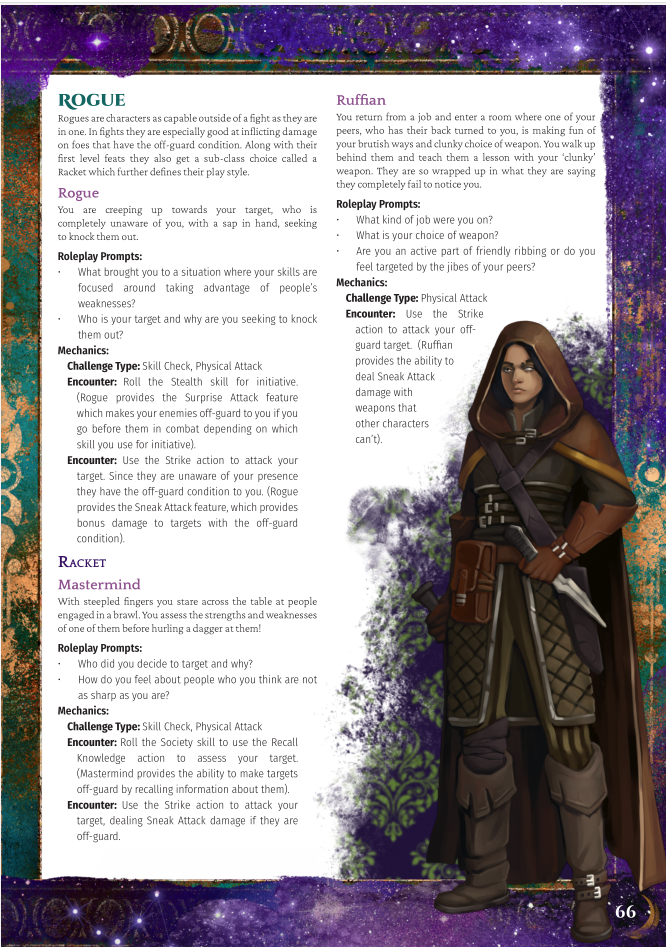 ROGUE
Rogues are characters as capable outside of a fight as they are
in one. In fights they are especially good at inflicting damage
on foes that have the off-guard condition. Along with their
first level feats they also get a sub-class choice called a
Racket which further defines their play style.
Rogue
You are creeping up towards your target, who is
completely unaware of you, with a sap in hand, seeking
to knock them out.
Roleplay Prompts:
• What brought you to a situation where your skills are
focused around taking advantage of people's
weaknesses?
• Who is your target and why are you seeking to knock
them out?
Mechanics:
Challenge Type: Skill Check, Physical Attack
Encounter: Roll the Stealth skill for initiative.
(Rogue provides the Surprise Attack feature
which makes your enemies off-guard to you if you
go before them in combat depending on which
skill you use for initiative).
Encounter: Use the Strike action to attack your
target. Since they are unaware of your presence
they have the off-guard condition to you. (Rogue
provides the Sneak Attack feature, which provides
bonus damage to targets with the off-guard
condition).
RACKET
Mastermind
With steepled fingers you stare across the table at people
engaged in a brawl. You assess the strengths and weaknesses
of one of them before hurling a dagger at them!
Roleplay Prompts:
• Who did you decide to target and why?
• How do you feel about people who you think are not
as sharp as you are?
Mechanics:
Challenge Type: Skill Check, Physical Attack
Encounter: Roll the Society skill to use the Recall
Knowledge action to assess your target.
(Mastermind provides the ability to make targets
off-guard by recalling information about them).
Encounter: Use the Strike action to attack your
target, dealing Sneak Attack damage if they are
off-guard.
Ruffian
You return from a job and enter a room where one of your
peers, who has their back turned to you, is making fun of
your brutish ways and clunky choice of weapon. You walk up
behind them and teach them a lesson with your 'clunky'
weapon. They are so wrapped up in what they are saying
they completely fail to notice you.
Roleplay Prompts:
• What kind of job were you on?
• What is your choice of weapon?
• Are you an active part of friendly ribbing or do you
feel targeted by the jibes of your peers?
Mechanics:
Challenge Type: Physical Attack
Encounter: Use the Strike
action to attack your off-
guard target. (Ruffian
provides the ability to
deal Sneak Attack
damage with
weapons that
other characters
can't).
66